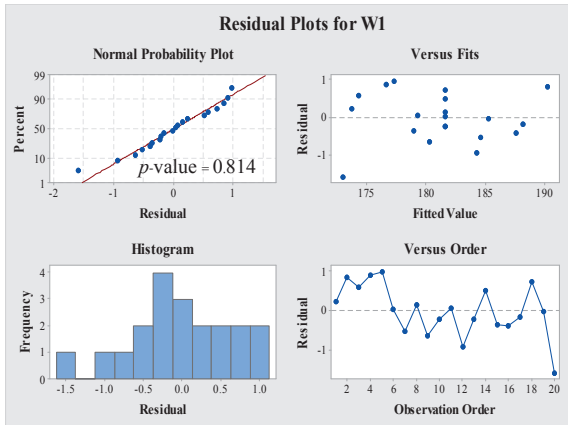 Residual Plots for W1
Normal Probability Plot
Versus Fits
99
90
50
10
1
Percent
p-value = 0.814
-2 -1 0 1
Residual
1
0
-1
Residual
175 180 185 190
Fitted Value
Histogram
Versus Order
4
3
2
1
0
Frequency
-1.5 -1.0 -0.5 0.0 0.5 1.0
Residual
1
0
-1
Residual
2 4 6 8 10 12 14 16 18 20
Observation Order